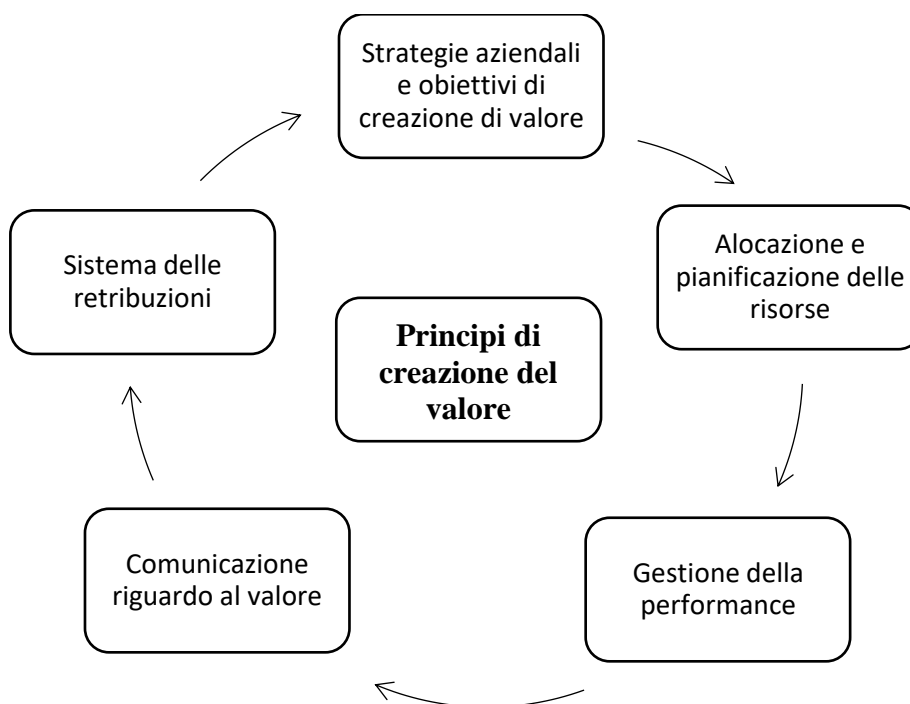 Strategie aziendali
e obiettivi di
creazione di valore
Alocazione e
pianificazione delle
risorse
Sistema delle
retribuzioni
Principi di
creazione del
valore
Comunicazione
riguardo al valore
Gestione della
performance